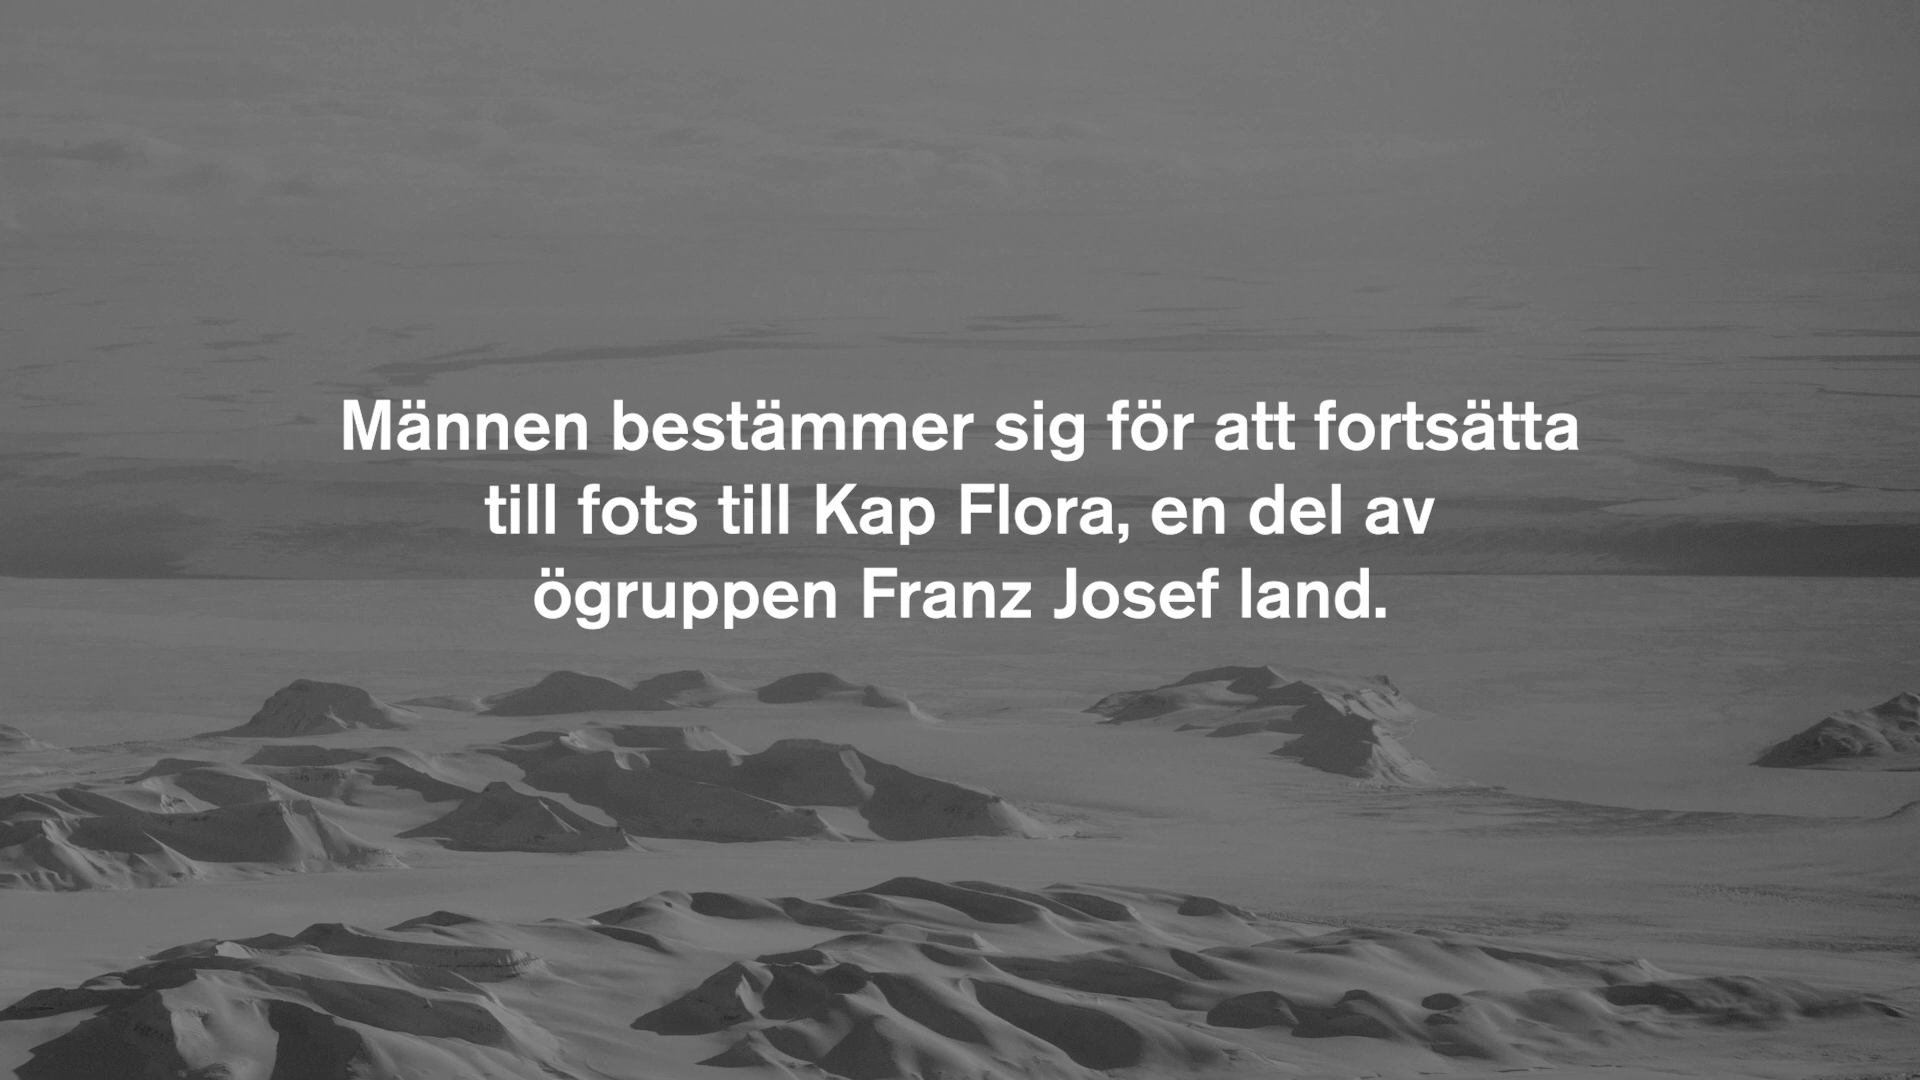 Männen bestämmer sig för att fortsätta
till fots till Kap Flora, en del av
ögruppen Franz Josef land.